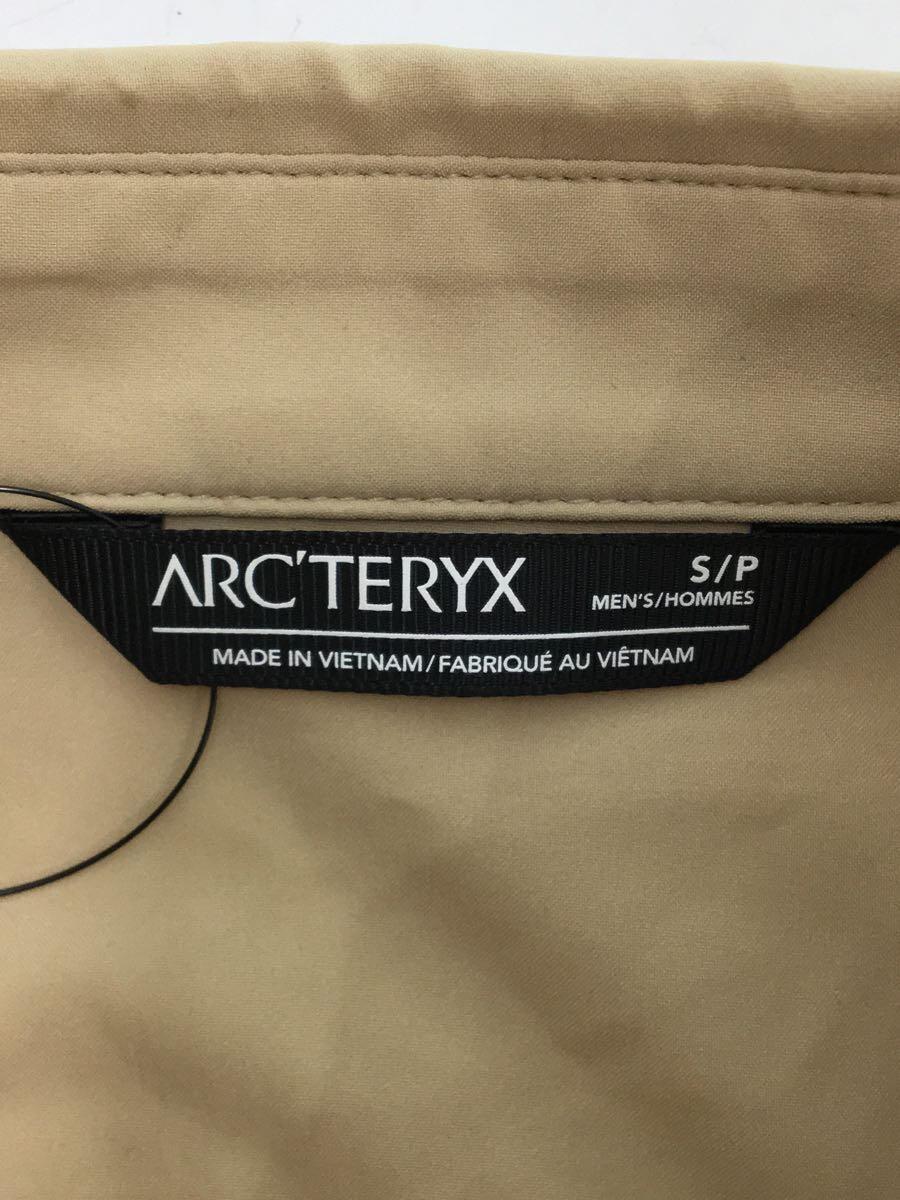 ARC'TERYX
S/P
MEN'S/HOMMES
MADE IN VIETNAM/FABRIQUÉ AU VIÊTNAM